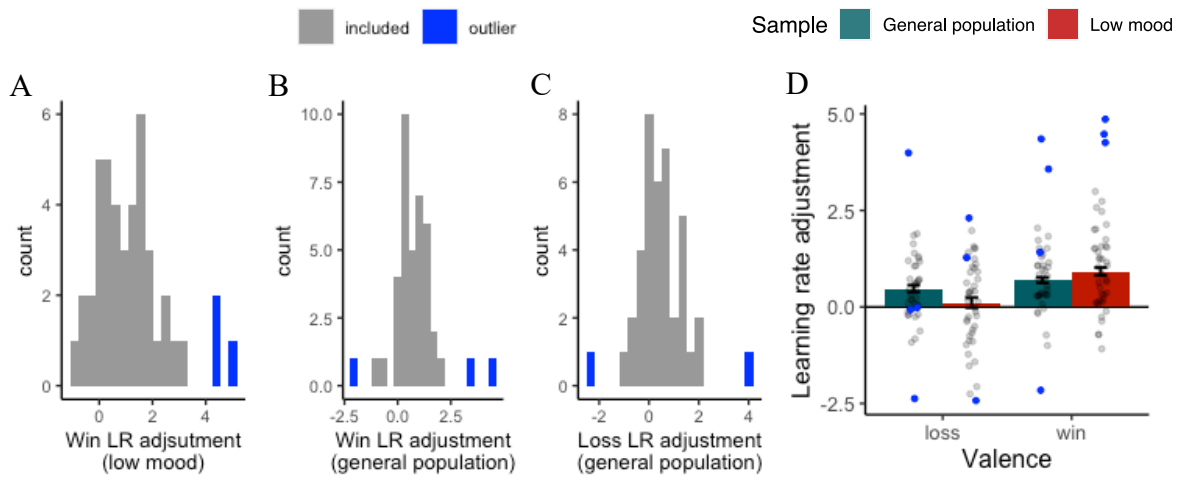 included outlier
Sample General population Low mood
A
6
4
2
0
count
0 2 4
Win LR adjsutment
(low mood)
B
10.0
7.5
5.0
2.5
0.0
count
-2.5 0.0 2.5
Win LR adjustment
(general population)
C
8
6
4
2
0
count
-2 0 2 4
Loss LR adjustment
(general population)
D
5.0
2.5
0.0
-2.5
Learning rate adjustment
loss win
Valence